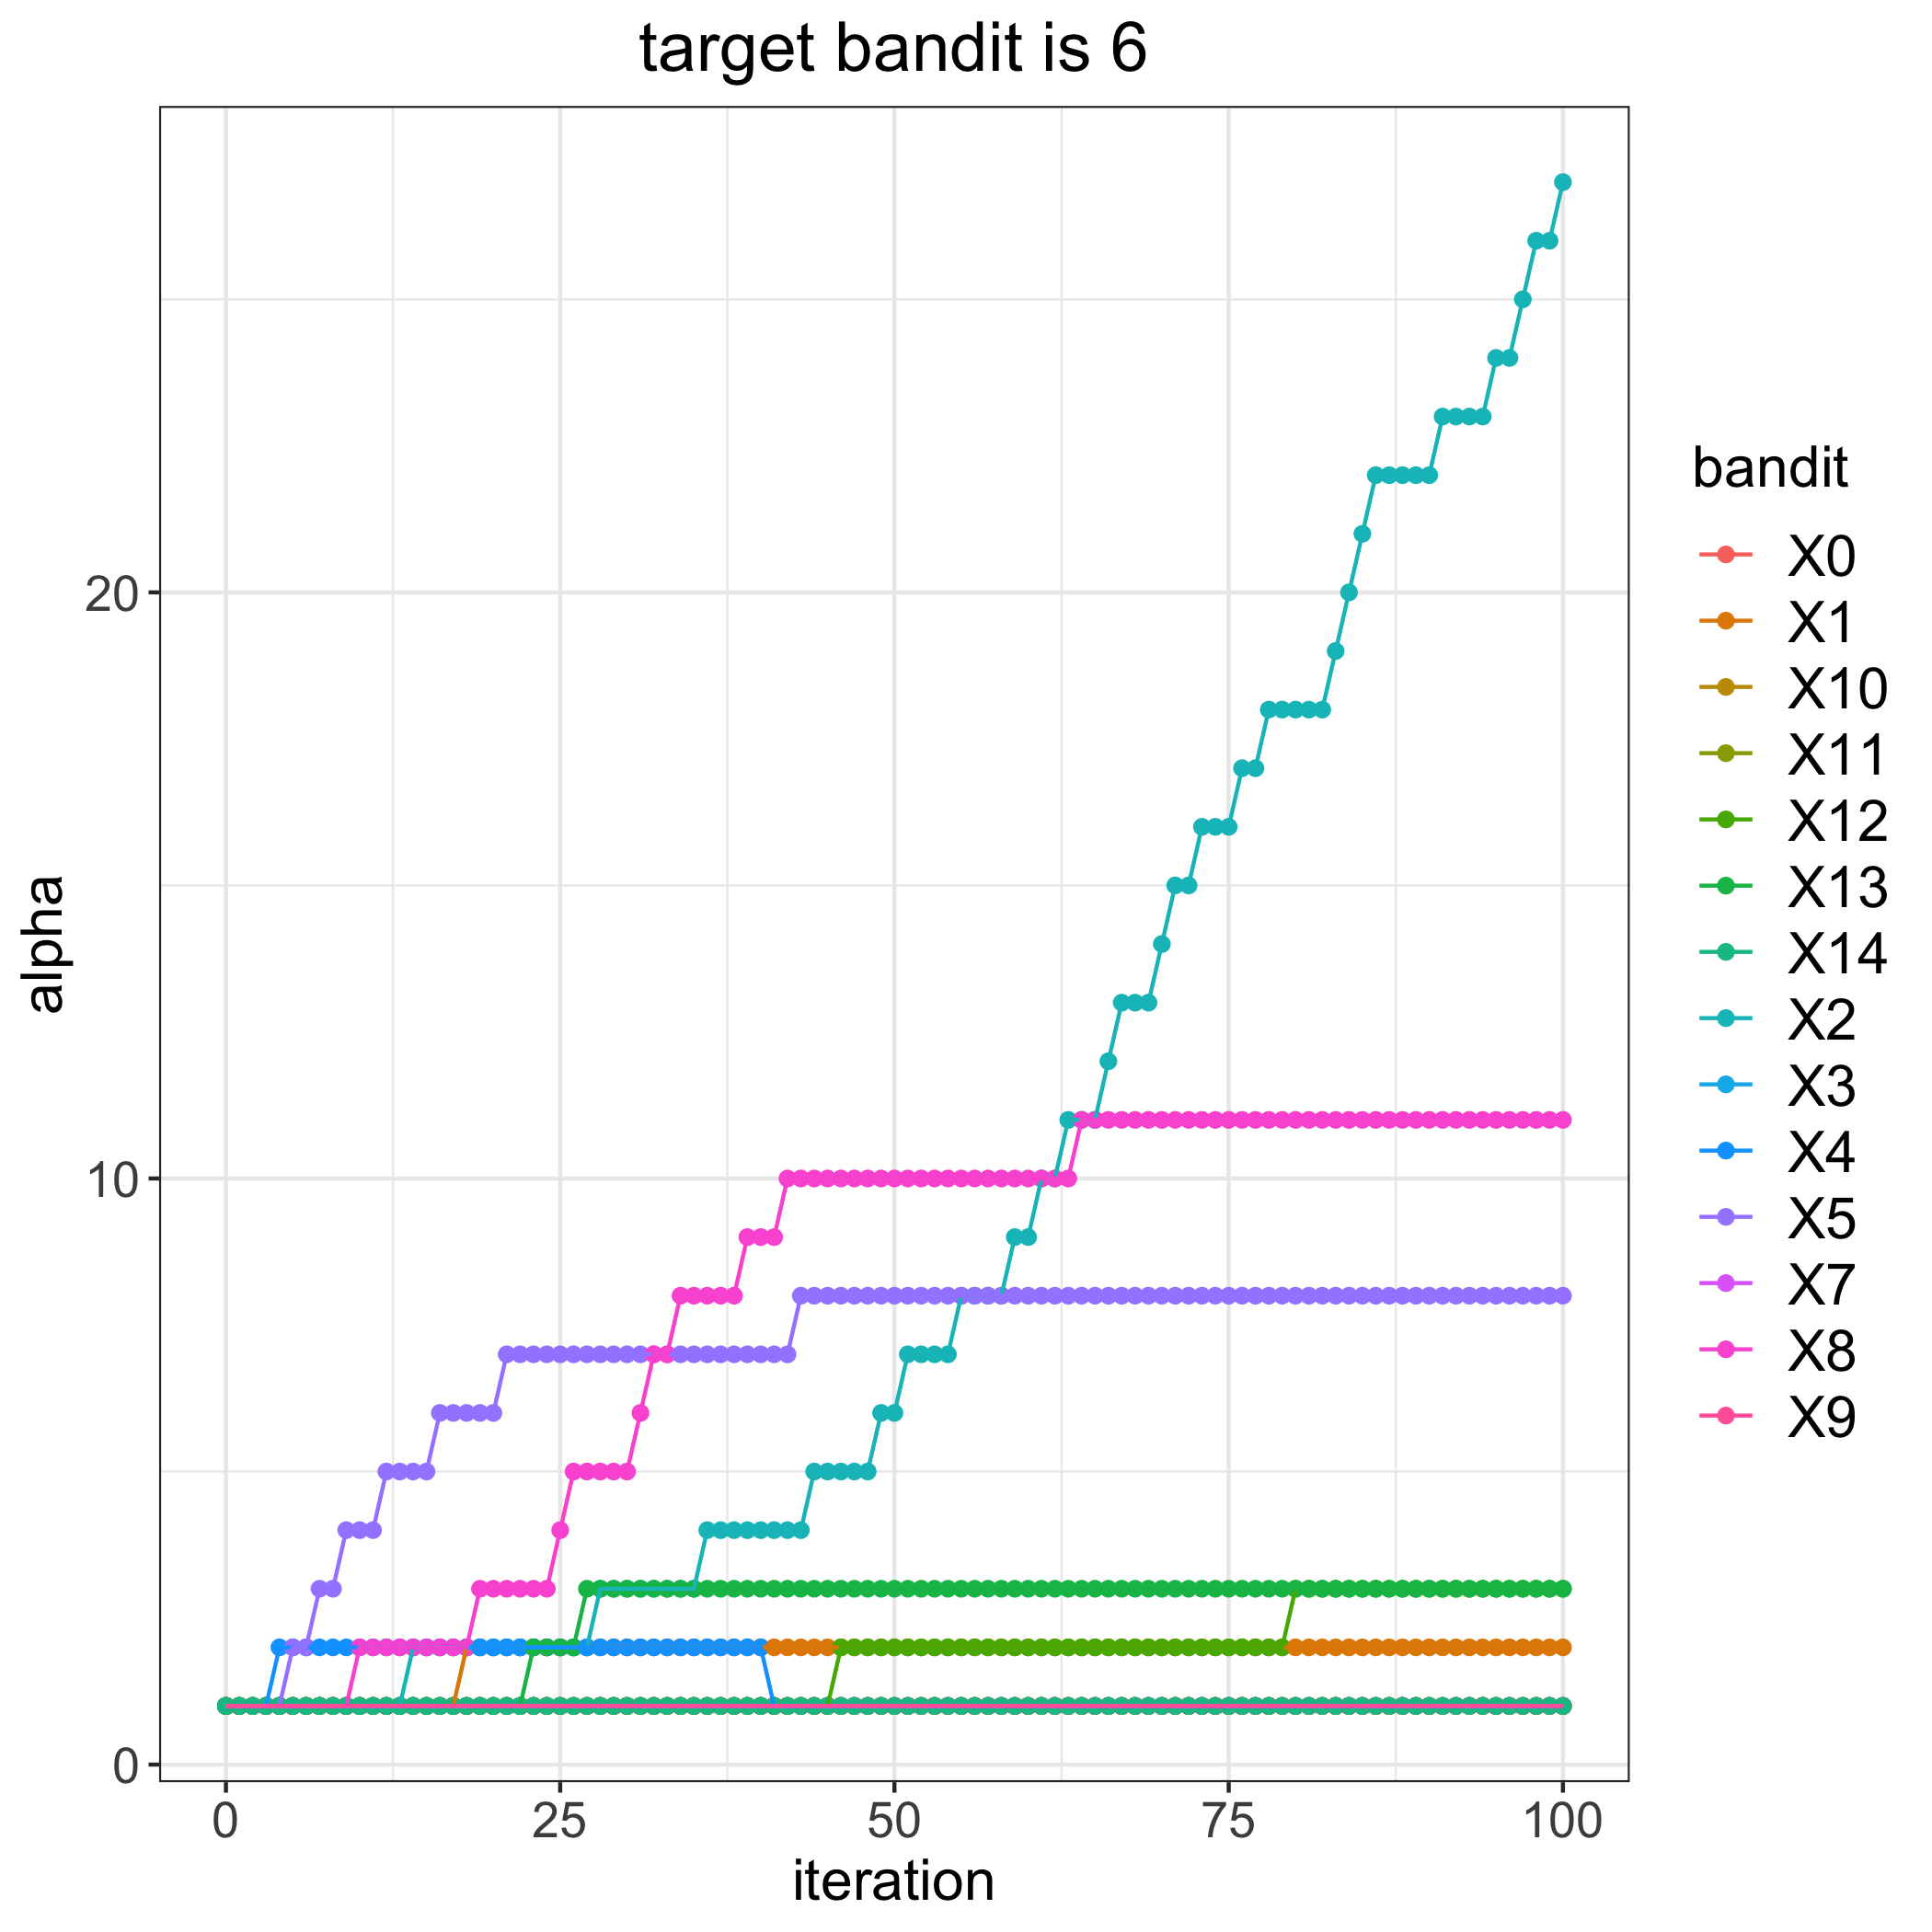 target bandit is 6
alpha
20
10
0
0 25 50 75 100
iteration
bandit
X0
X1
X10
X11
X12
X13
X14
X2
X3
X4
X5
X7
X8
X9